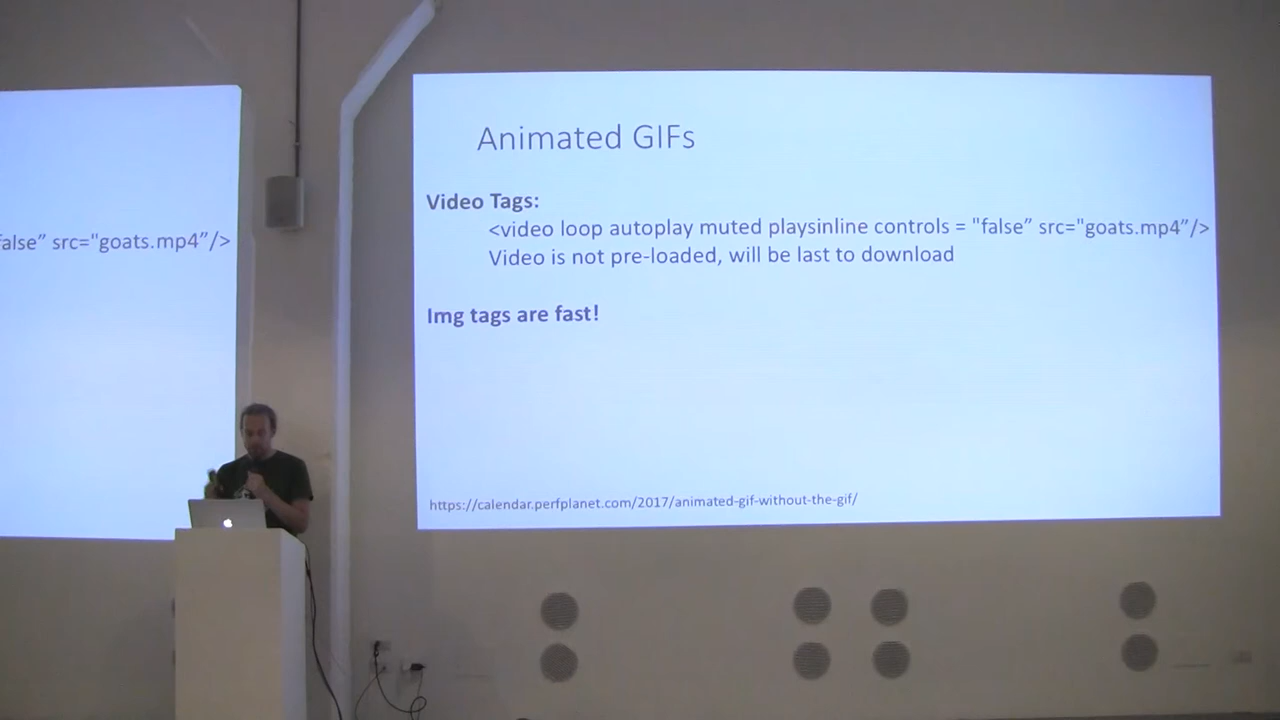 Animated GIFs
Video Tags:
<video loop autoplay muted playsinline controls = "false” src="goats.mp4”/>
Video is not pre-loaded, will be last to download
Img tags are fast!
https://calendar.perfplanet.com/2017/animated-gif-without-the-gif/
false” src="goats.mp4”/>